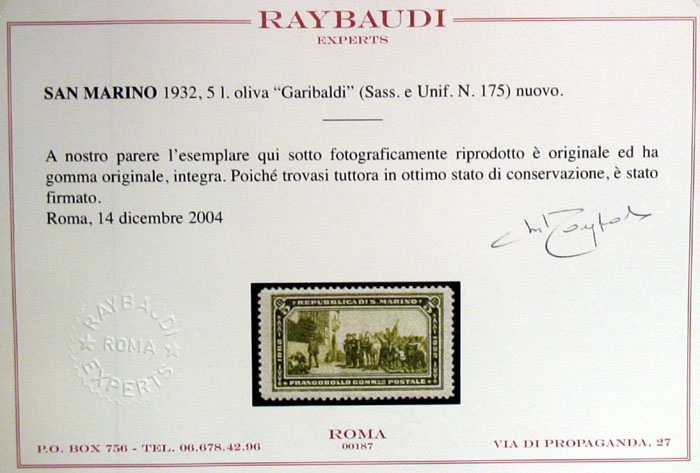 RAYBAUDI
EXPERTS
SAN MARINO 1932, 5 l. oliva “Garibaldi” (Sass. e Unif. N. 175) nuovo.
A nostro parere l’esemplare qui sotto fotograficamente riprodotto è originale ed ha
gomma originale, integra. Poiché trovasi tuttora in ottimo stato di conservazione, è stato
firmato.
Roma, 14 dicembre 2004
RAYBAUDI
ROMA
EXPERTS
5 REPUBBLICA DI S. MARINO 5
FRANCOBOLLO COMM. POSTALE
ROMA
00187
P.O. BOX 756 - TEL. 06.678.42.96
VIA DI PROPAGANDA, 27